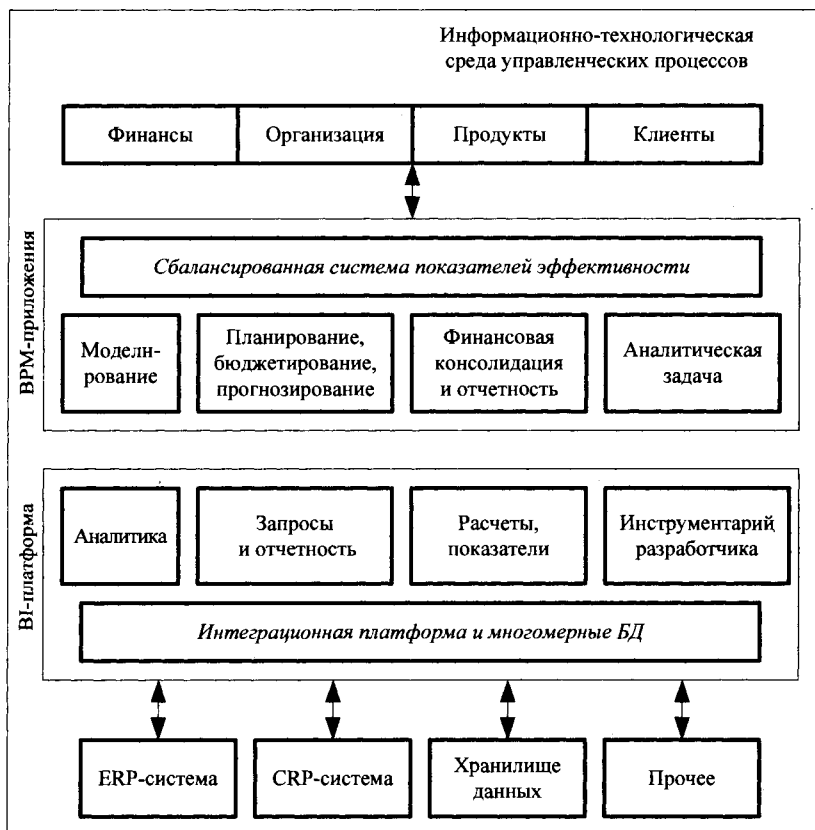 Информационно-технологическая
среда управленческих процессов
Финансы
Организация
Продукты
Клиенты
BPM-приложения
Сбалансированная система показателей эффективности
Модели-
рование
Планирование,
бюджетирование,
прогнозирование
Финансовая
консолидация
и отчетность
Аналитическая
задача
BI-платформа
Аналитика
Запросы
и отчетность
Расчеты,
показатели
Инструментарий
разработчика
Интеграционная платформа и многомерные БД
ERP-система
CRP-система
Хранилище
данных
Прочее